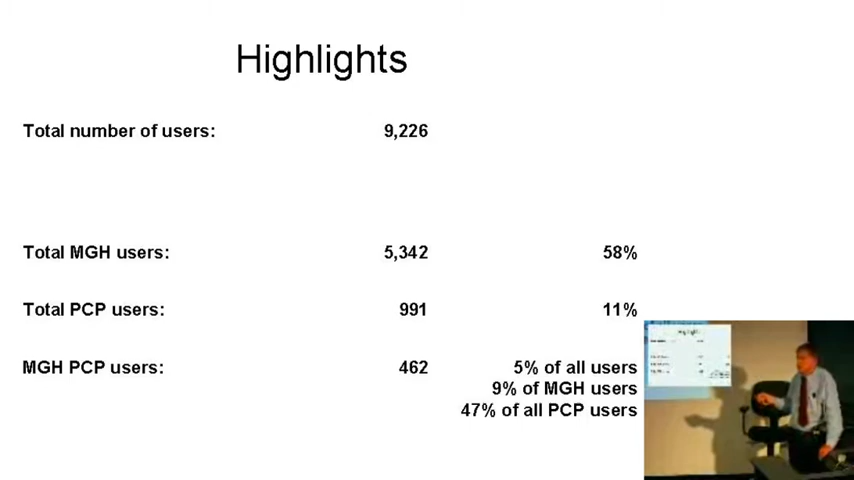 Highlights
Total number of users: 9,226
Total MGH users: 5,342 58%
Total PCP users: 991 11%
MGH PCP users: 462 5% of all users
9% of MGH users
47% of all PCP users